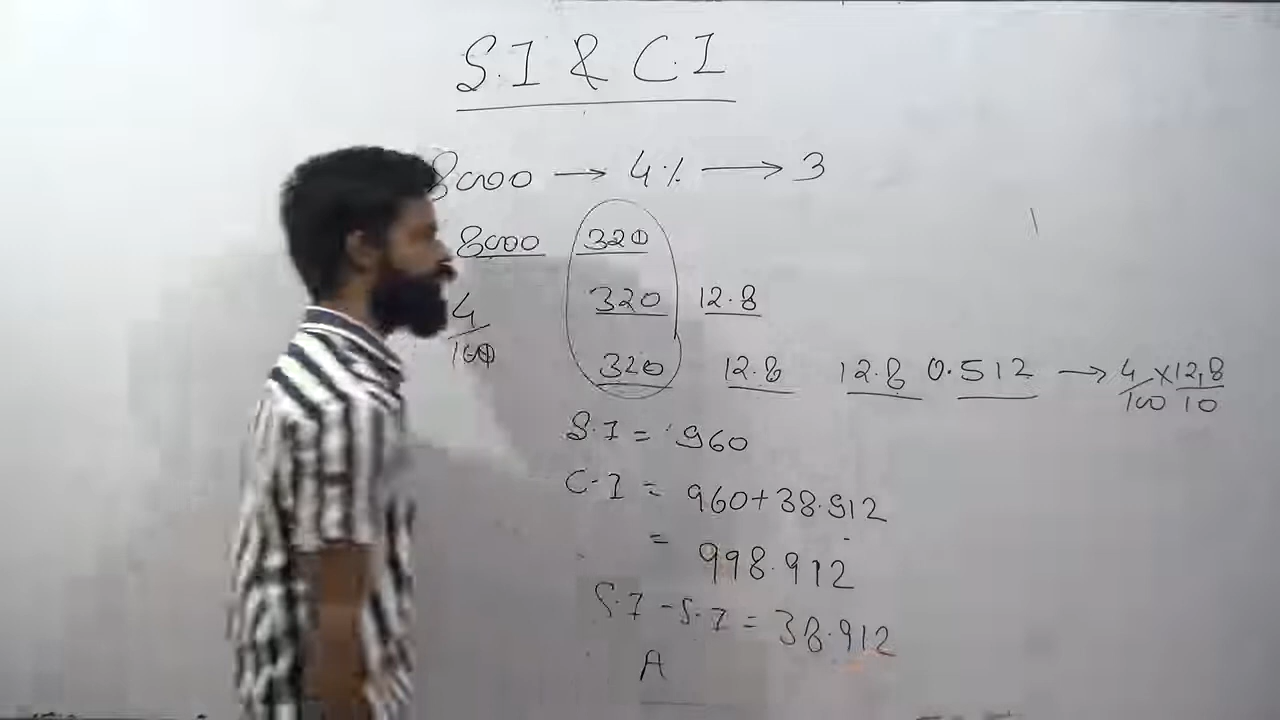 S.I & C.I
8000 → 4% → 3
8000 320
4/100 320 12.8
320 12.8 12.8 0.512 → 4/100 × 12,8/10
S.I = 960
C.I = 960+38.912
= 998.912
S.I - S.I = 38.912
A